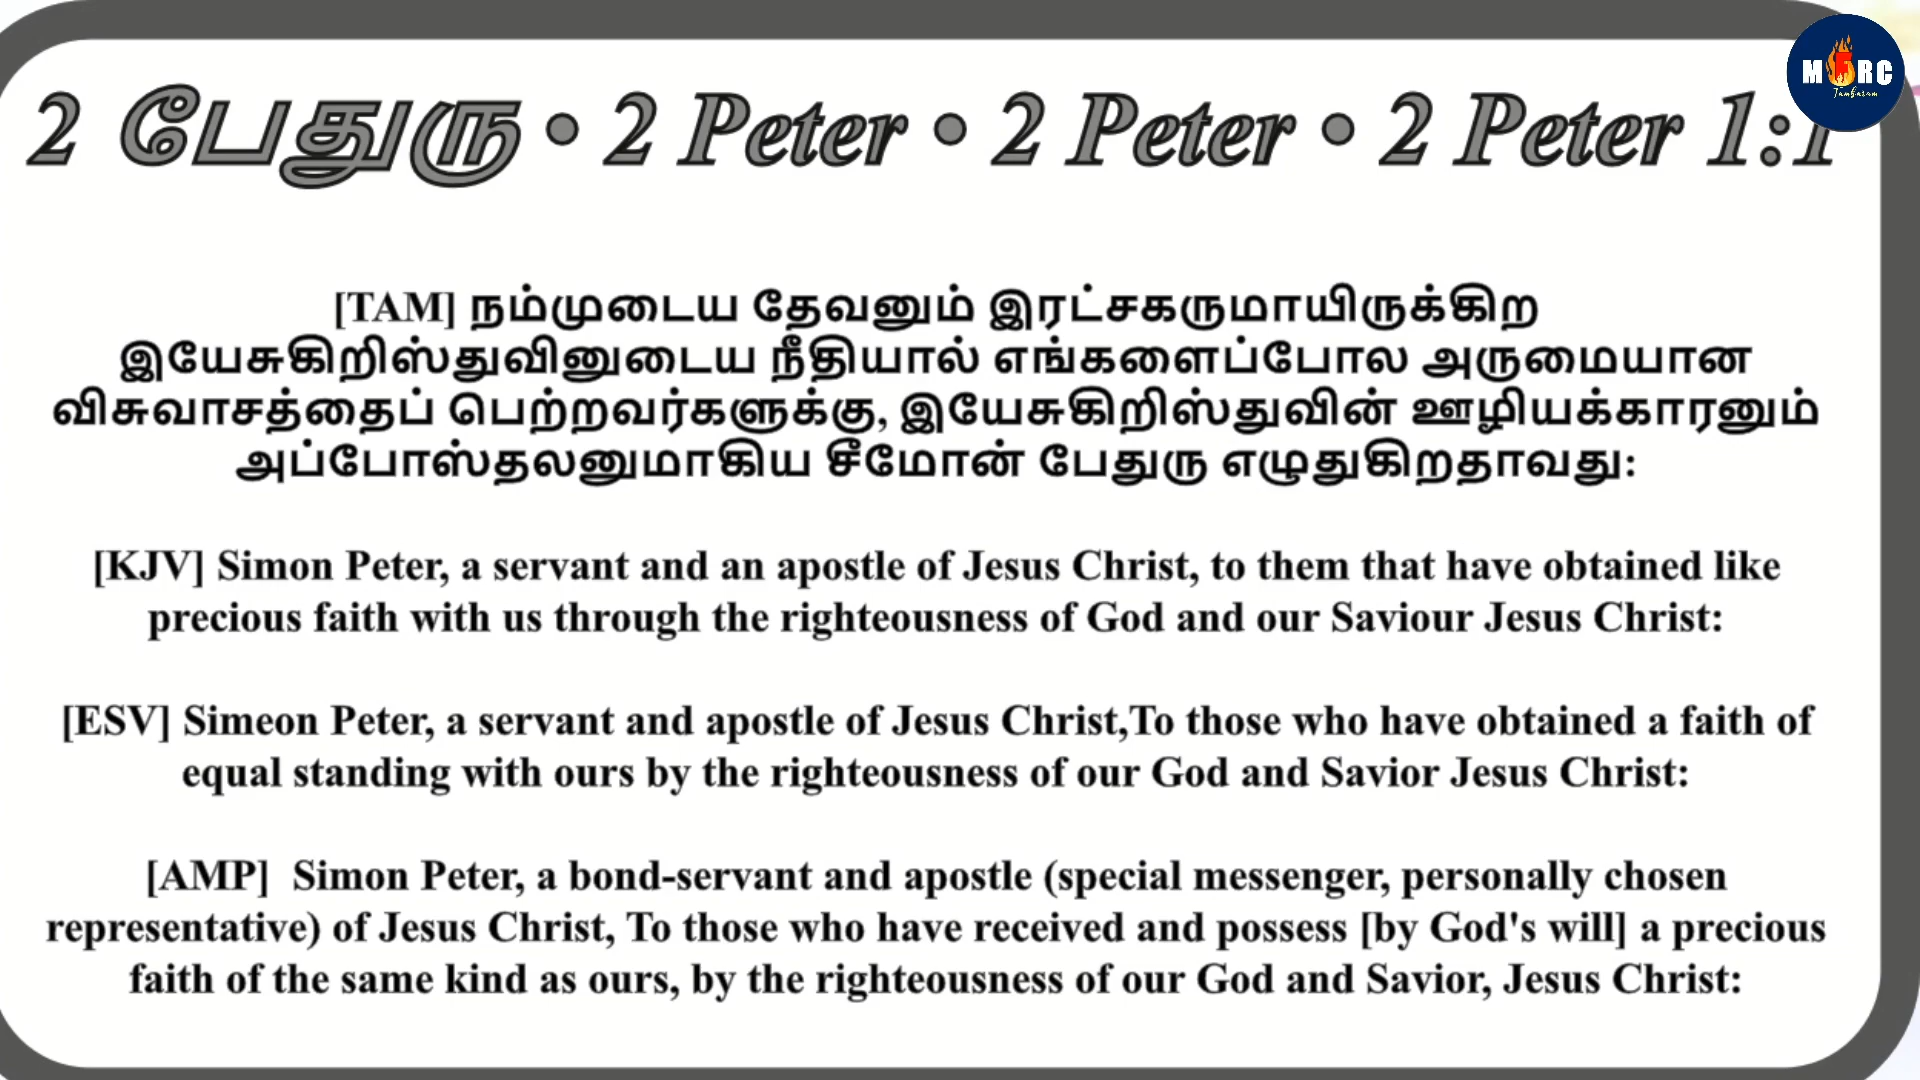 2 பேதுரு • 2 Peter • 2 Peter • 2 Peter 1:1
MFRC
Tambaram
[TAM] நம்முடைய தேவனும் இரட்சகருமாயிருக்கிற
இயேசுகிறிஸ்துவினுடைய நீதியால் எங்களைப்போல அருமையான
விசுவாசத்தைப் பெற்றவர்களுக்கு, இயேசுகிறிஸ்துவின் ஊழியக்காரனும்
அப்போஸ்தலனுமாகிய சீமோன் பேதுரு எழுதுகிறதாவது:
[KJV] Simon Peter, a servant and an apostle of Jesus Christ, to them that have obtained like
precious faith with us through the righteousness of God and our Saviour Jesus Christ:
[ESV] Simeon Peter, a servant and apostle of Jesus Christ,To those who have obtained a faith of
equal standing with ours by the righteousness of our God and Savior Jesus Christ:
[AMP]  Simon Peter, a bond-servant and apostle (special messenger, personally chosen
representative) of Jesus Christ, To those who have received and possess [by God's will] a precious
faith of the same kind as ours, by the righteousness of our God and Savior, Jesus Christ: